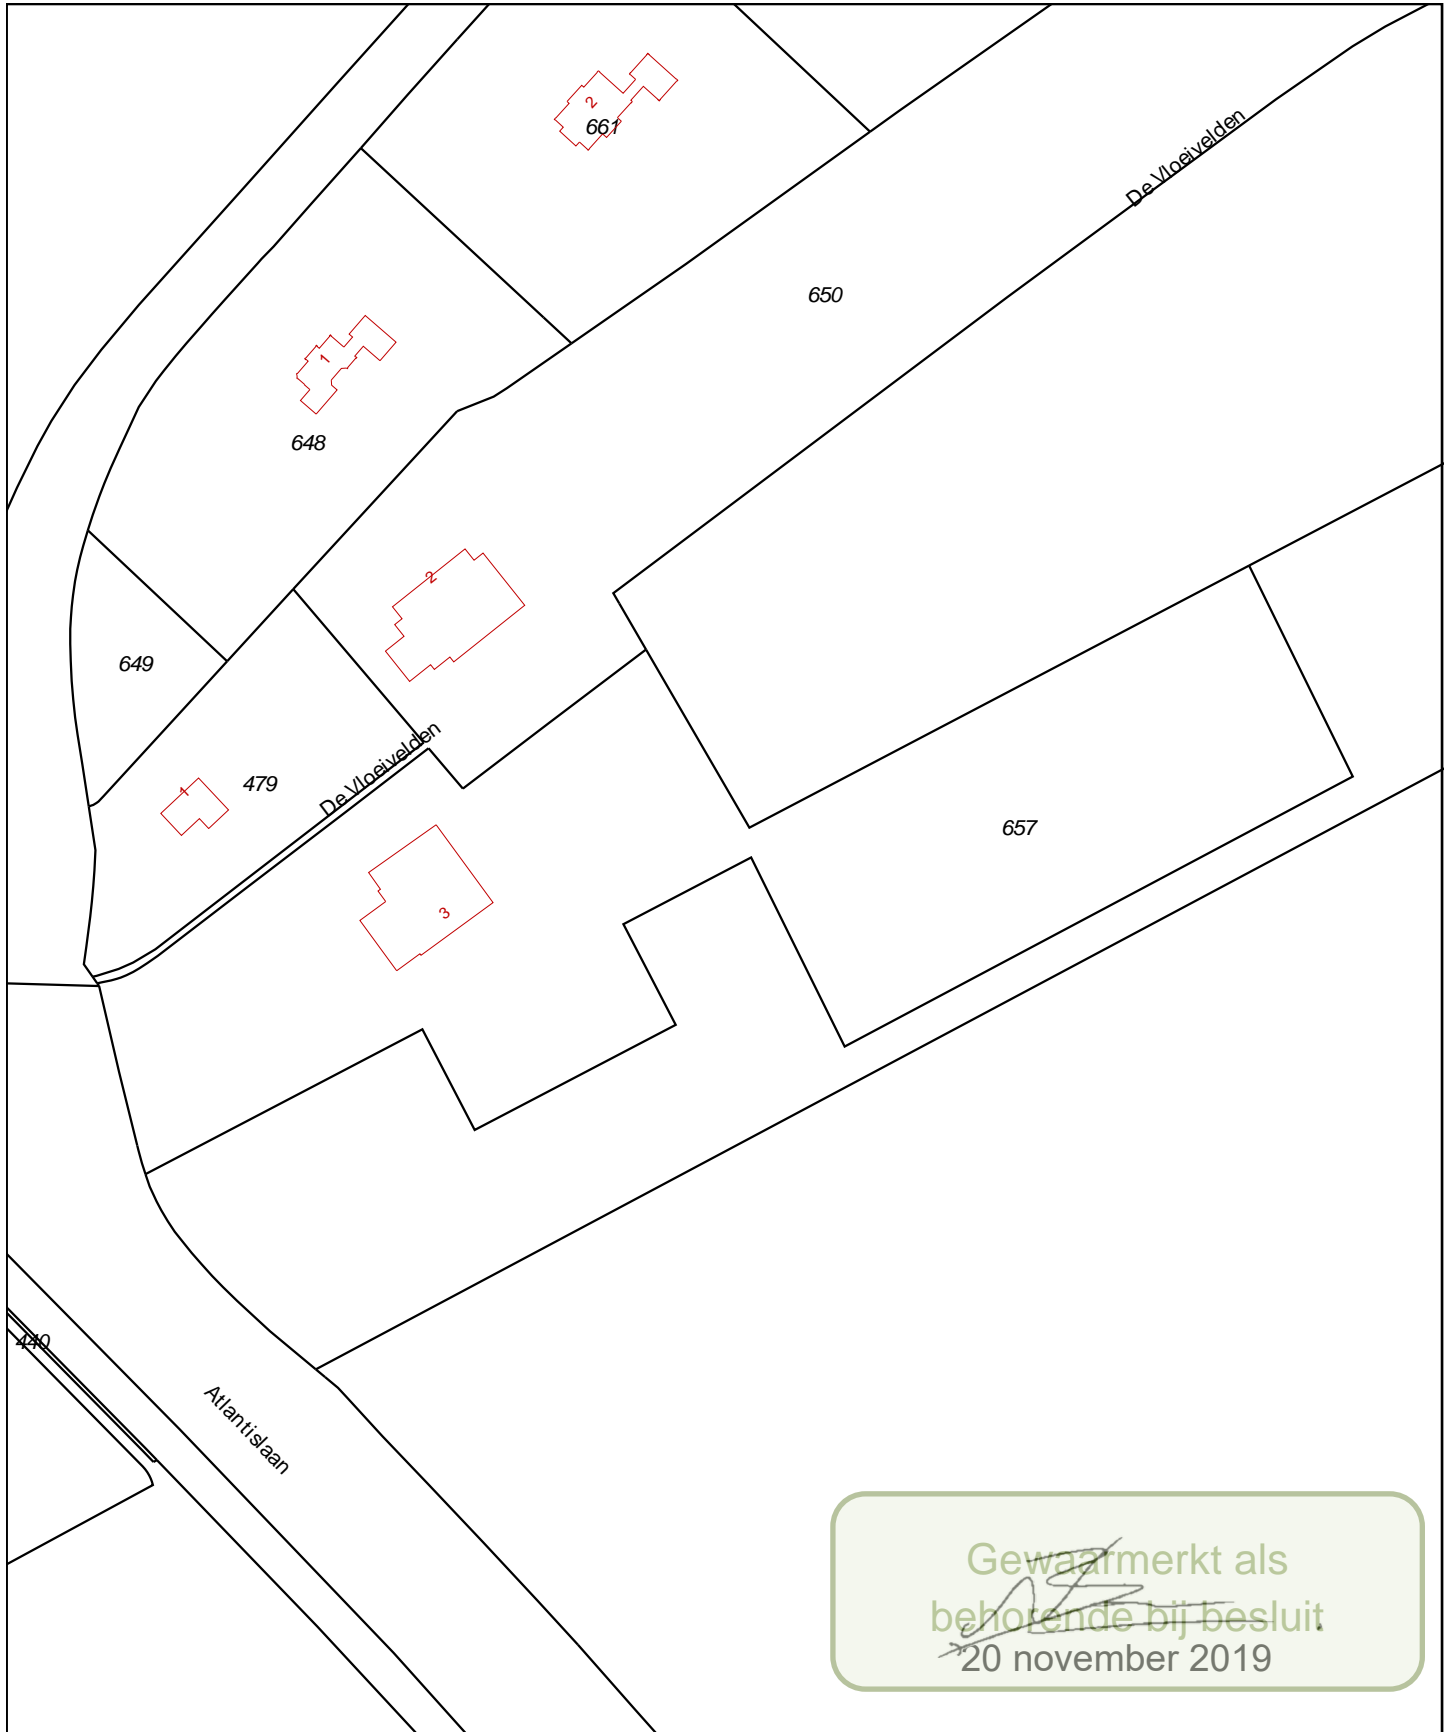 2
661
De Vloeivelden
650
1
648
2
649
De Vloeivelden
479
1
657
3
440
Atlantislaan
Gewaarmerkt als
behorende bij besluit
20 november 2019